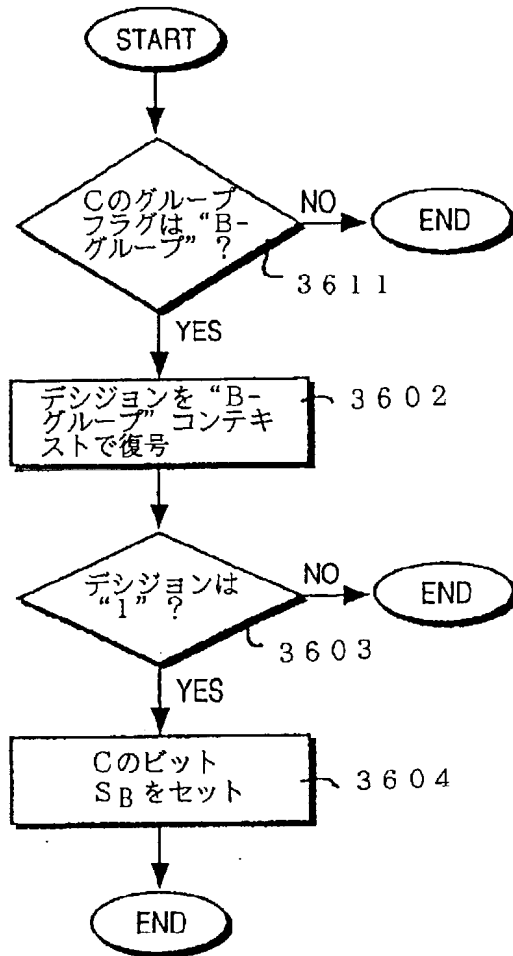 START
Cのグループ
フラグは“B-
グループ” ?
NO
END
3611
YES
デシジョンを“B-
グループ”コンテキ
ストで復号
3602
デシジョンは
“1” ?
NO
END
3603
YES
Cのビット
SBをセット
3604
END